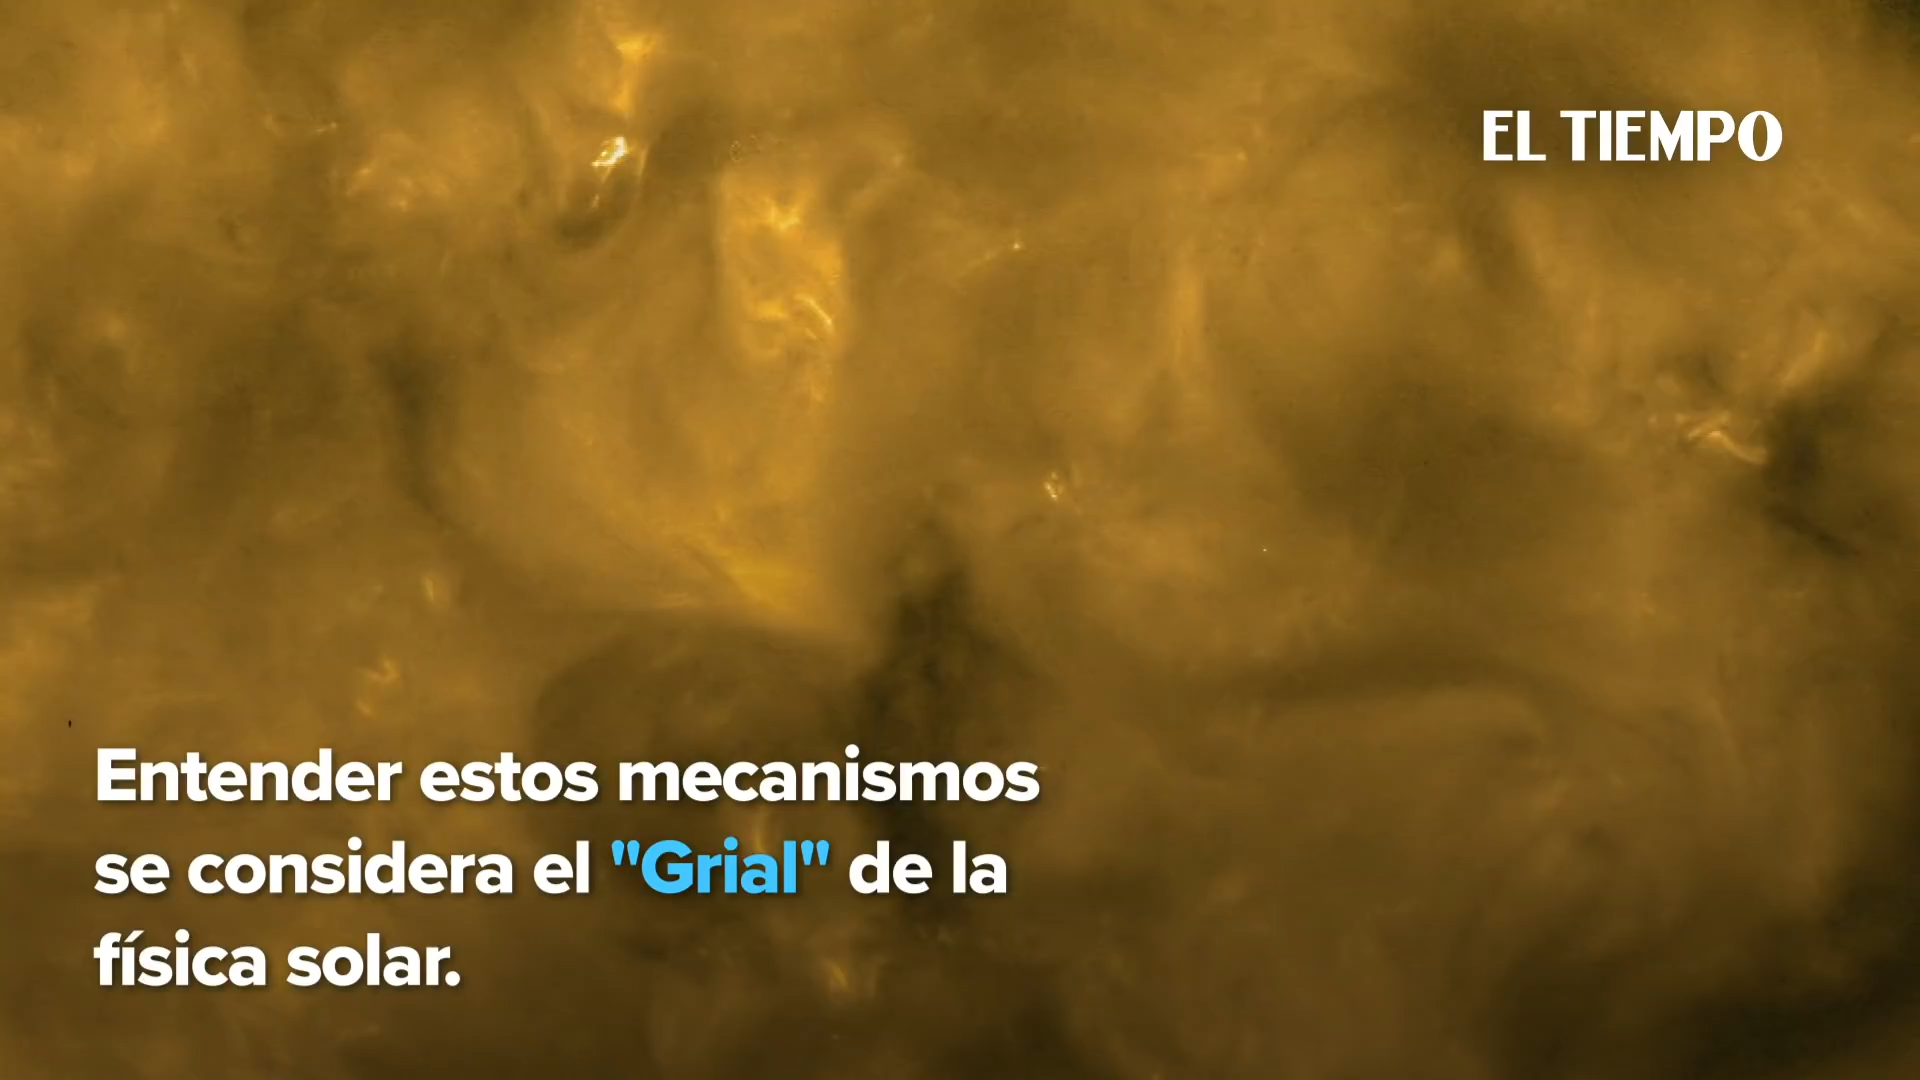 EL TIEMPO
Entender estos mecanismos
se considera el "Grial" de la
física solar.